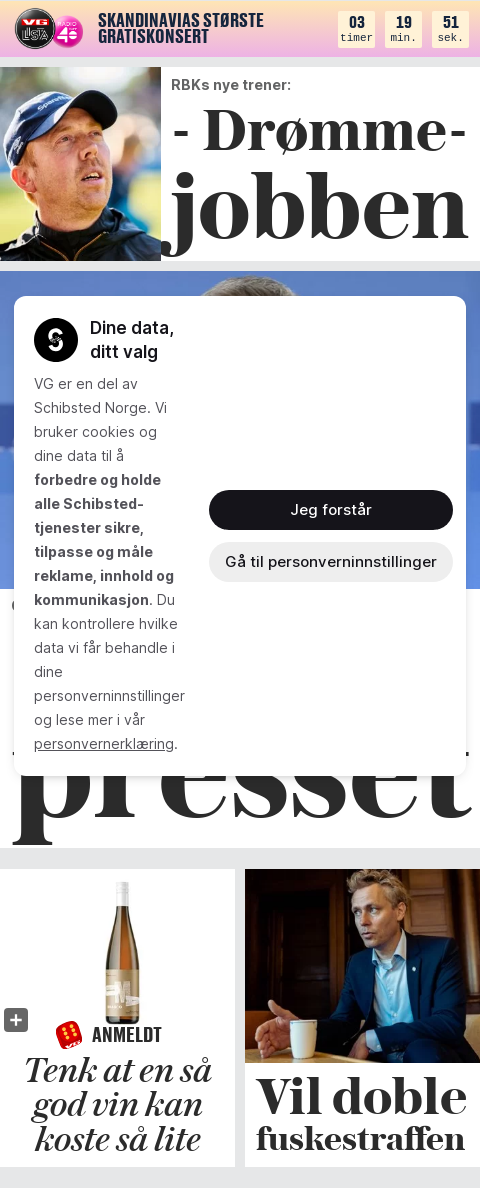 VG
LISTA
RADIO
SKANDINAVIAS STØRSTE
GRATISKONSERT
03
timer
19
min.
51
sek.
RBKs nye trener:
- Drømme-
jobben
Dine data,
ditt valg
VG er en del av
Schibsted Norge. Vi
bruker cookies og
dine data til å
forbedre og holde
alle Schibsted-
tjenester sikre,
tilpasse og måle
reklame, innhold og
kommunikasjon. Du
kan kontrollere hvilke
data vi får behandle i
dine
personverninnstillinger
og lese mer i vår
personvernerklæring.
Jeg forstår
Gå til personverninnstillinger
presset
VG
ANMELDT
Tenk at en så
god vin kan
koste så lite
Vil doble
fuskestraffen